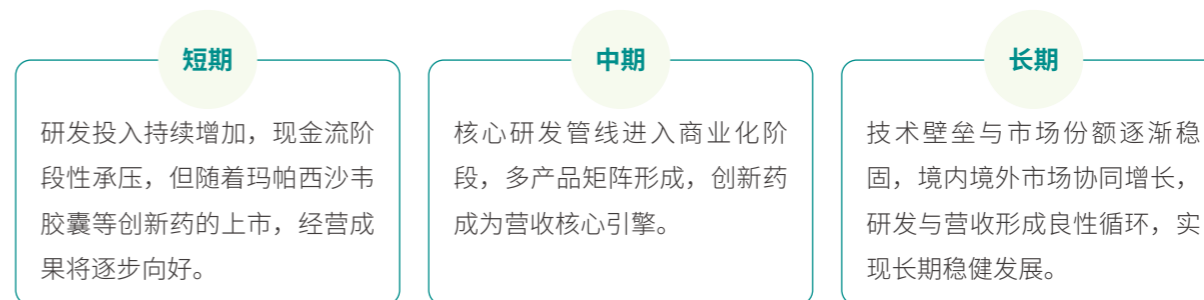 短期
研发投入持续增加，现金流阶
段性承压，但随着玛帕西沙韦
胶囊等创新药的上市，经营成
果将逐步向好。
中期
核心研发管线进入商业化阶
段，多产品矩阵形成，创新药
成为营收核心引擎。
长期
技术壁垒与市场份额逐渐稳
固，境内境外市场协同增长，
研发与营收形成良性循环，实
现长期稳健发展。